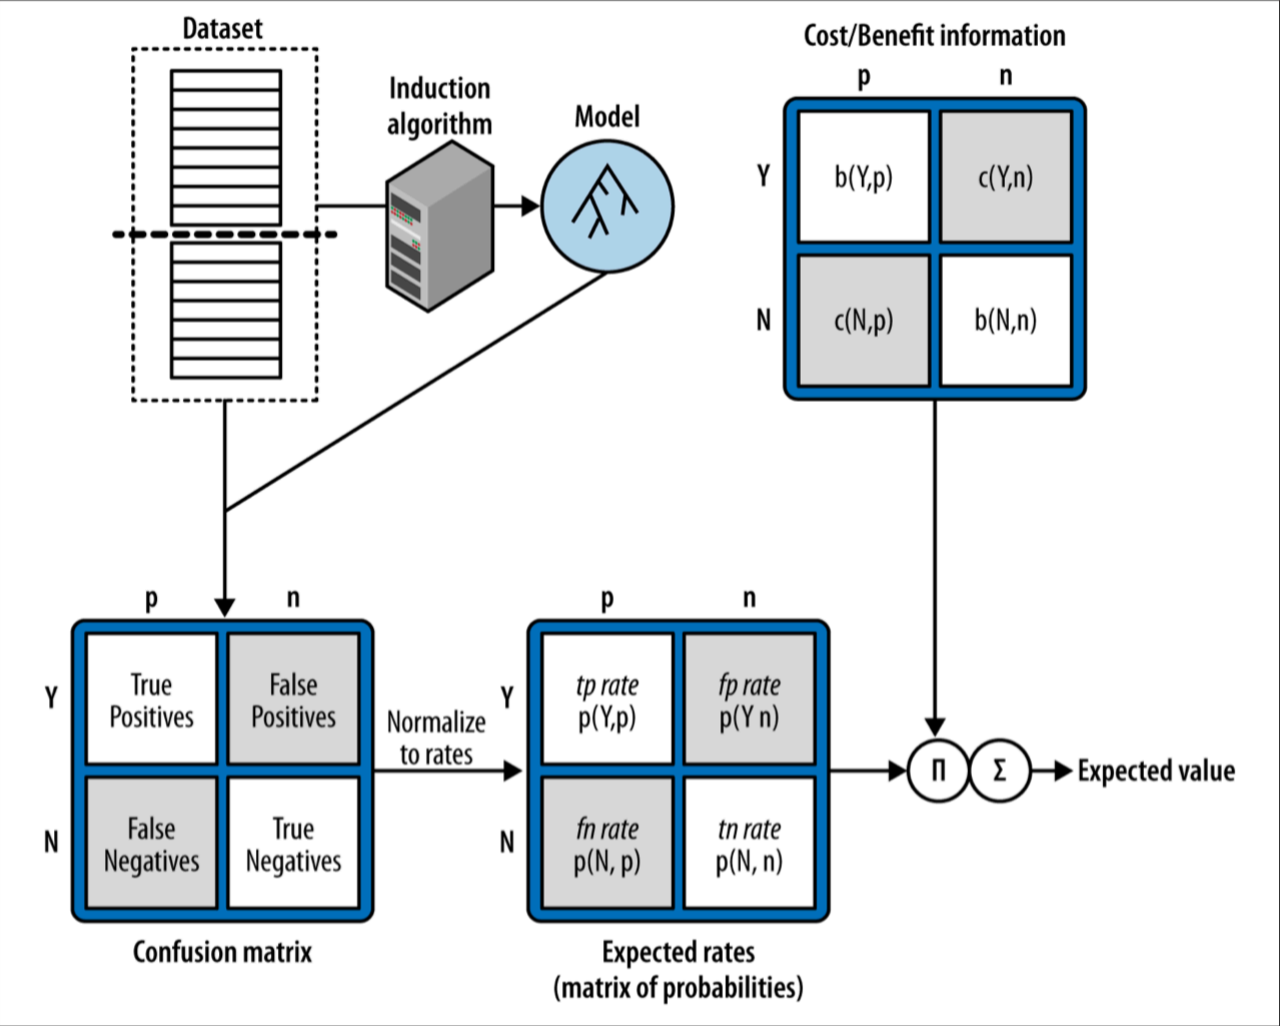 Dataset
Induction
algorithm
Model
Cost/Benefit information
p n
Y b(Y,p) c(Y,n)
N c(N,p) b(N,n)
p n
Y True
Positives
False
Positives
N False
Negatives
True
Negatives
Confusion matrix
Normalize
to rates
p n
Y tp rate
p(Y,p)
fp rate
p(Y n)
N fn rate
p(N, p)
tn rate
p(N, n)
Expected rates
(matrix of probabilities)
Π Σ Expected value